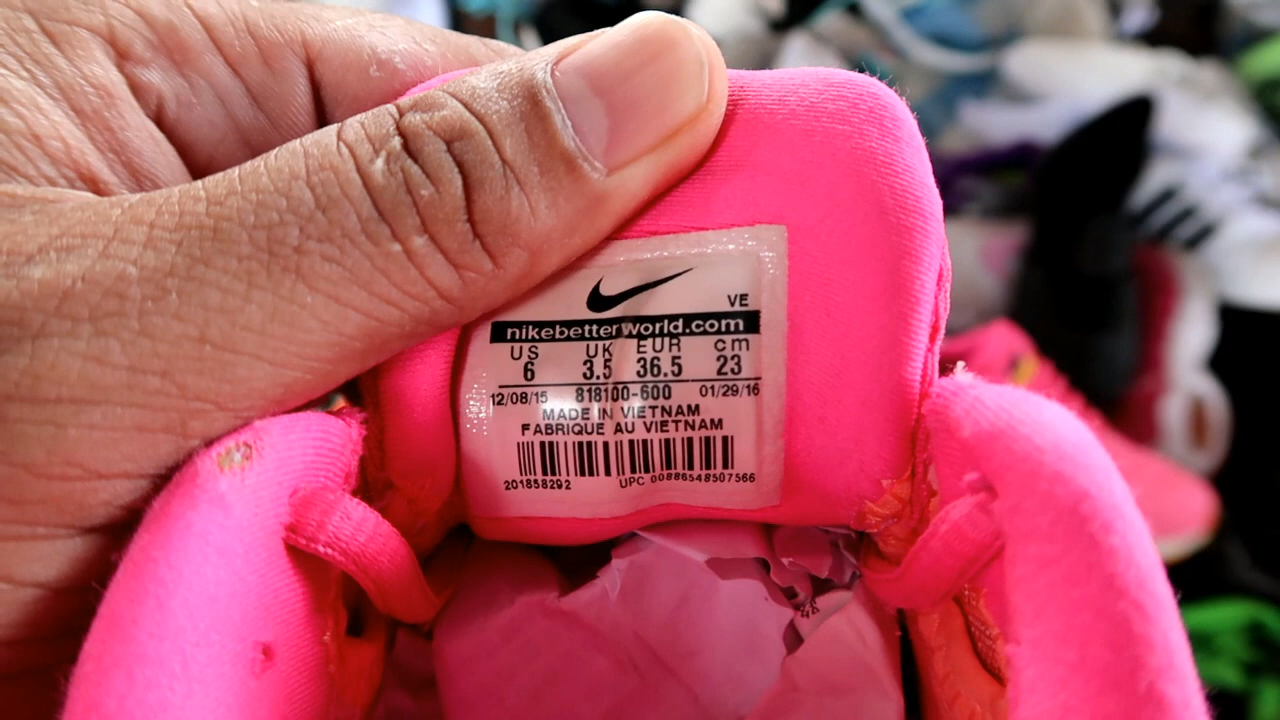 VE
nikebetterworld.com
US UK EUR cm
6 3.5 36.5 23
12/08/15 818100-600 01/29/16
MADE IN VIETNAM
FABRIQUE AU VIETNAM
201858292 UPC 00886548507566